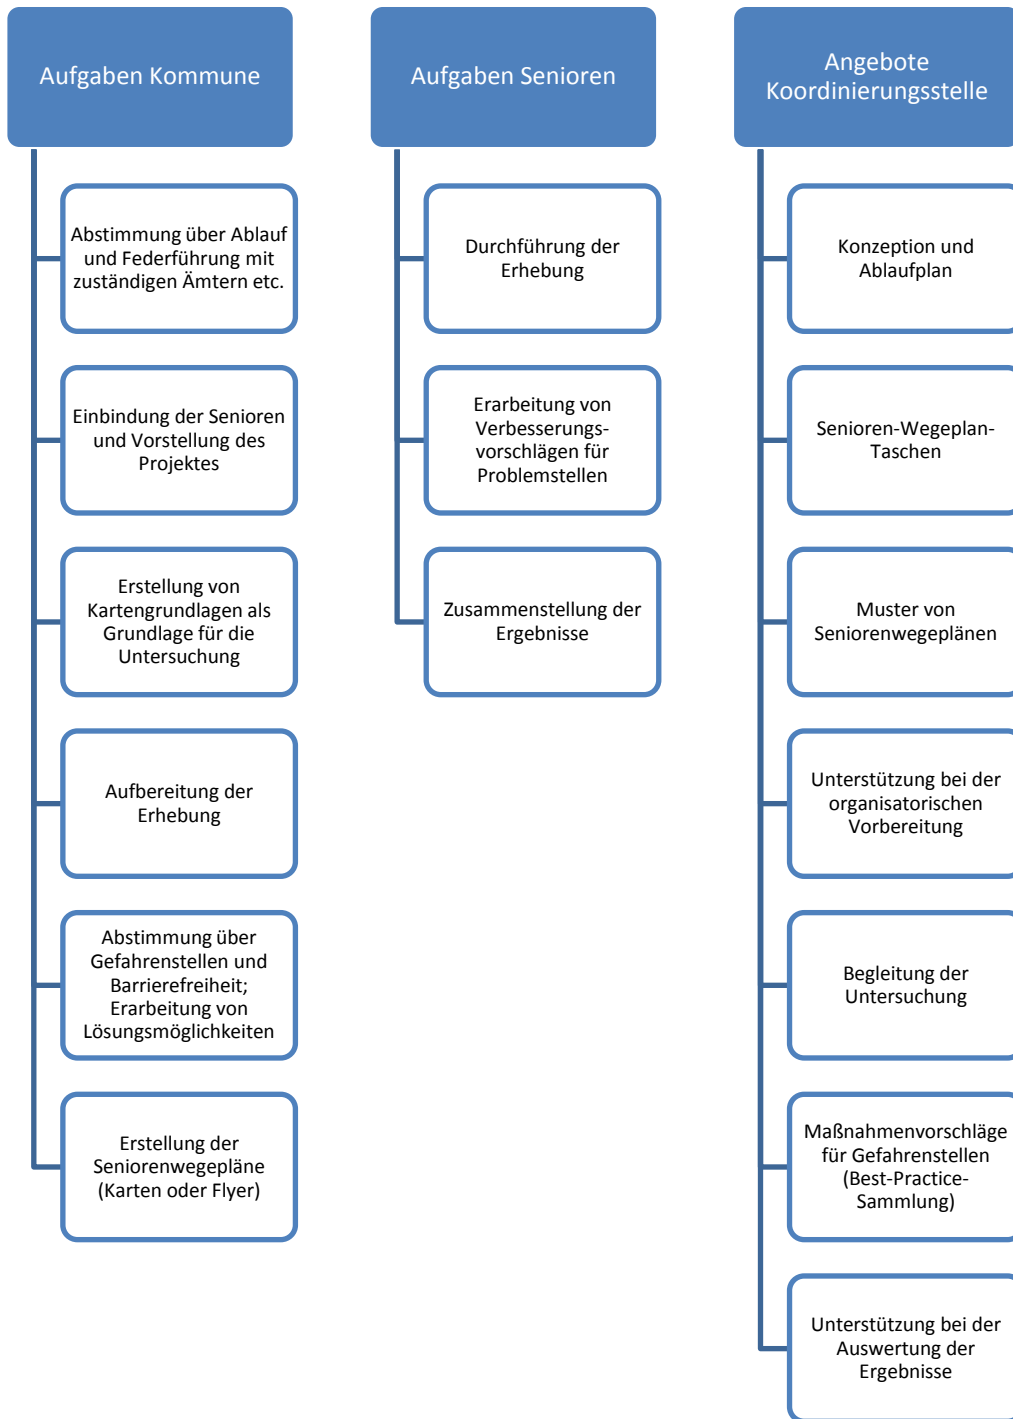 Aufgaben Kommune
Abstimmung über Ablauf
und Federführung mit
zuständigen Ämtern etc.
Einbindung der Senioren
und Vorstellung des
Projektes
Erstellung von
Kartengrundlagen als
Grundlage für die
Untersuchung
Aufbereitung der
Erhebung
Abstimmung über
Gefahrenstellen und
Barrierefreiheit;
Erarbeitung von
Lösungsmöglichkeiten
Erstellung der
Seniorenwegepläne
(Karten oder Flyer)
Aufgaben Senioren
Durchführung der
Erhebung
Erarbeitung von
Verbesserungs-
vorschlägen für
Problemstellen
Zusammenstellung der
Ergebnisse
Angebote
Koordinierungsstelle
Konzeption und
Ablaufplan
Senioren-Wegeplan-
Taschen
Muster von
Seniorenwegeplänen
Unterstützung bei der
organisatorischen
Vorbereitung
Begleitung der
Untersuchung
Maßnahmenvorschläge
für Gefahrenstellen
(Best-Practice-
Sammlung)
Unterstützung bei der
Auswertung der
Ergebnisse